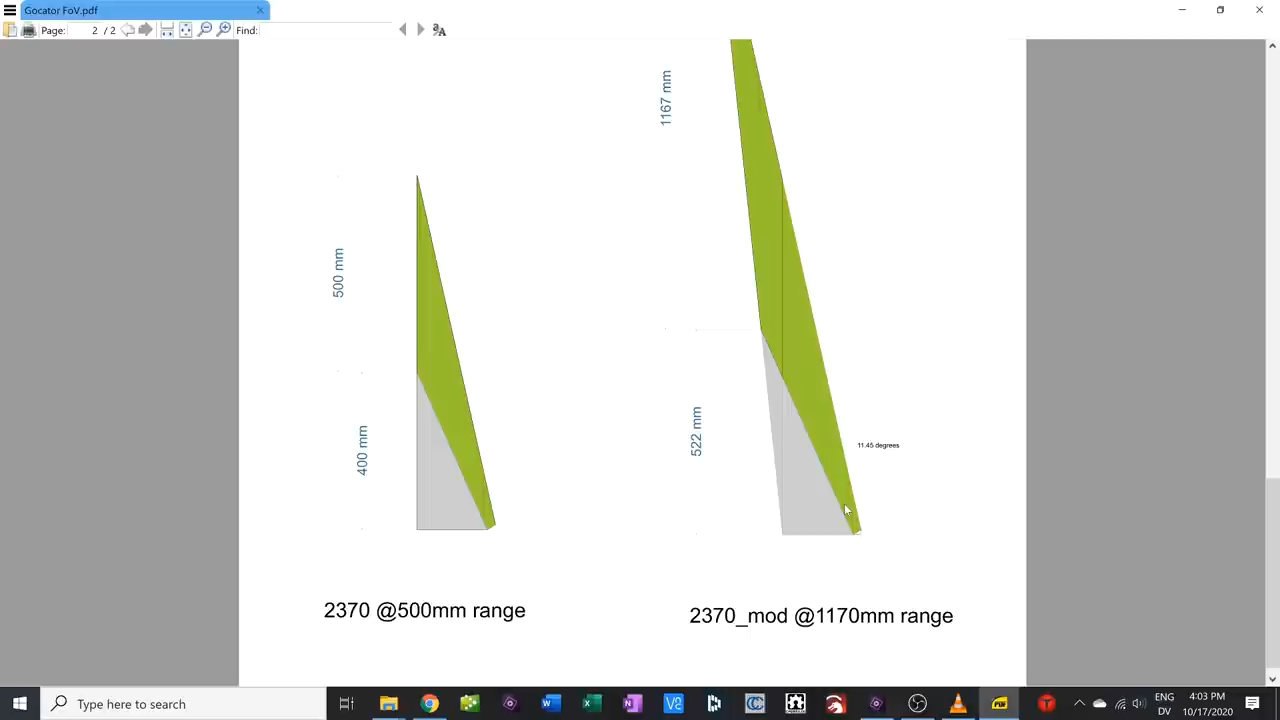 Gocator FoV.pdf
Page: 2 / 2 Find:
1167 mm
500 mm
400 mm
522 mm
11.45 degrees
2370 @500mm range
2370_mod @1170mm range
Type here to search
ENG 4:03 PM
DV 10/17/2020